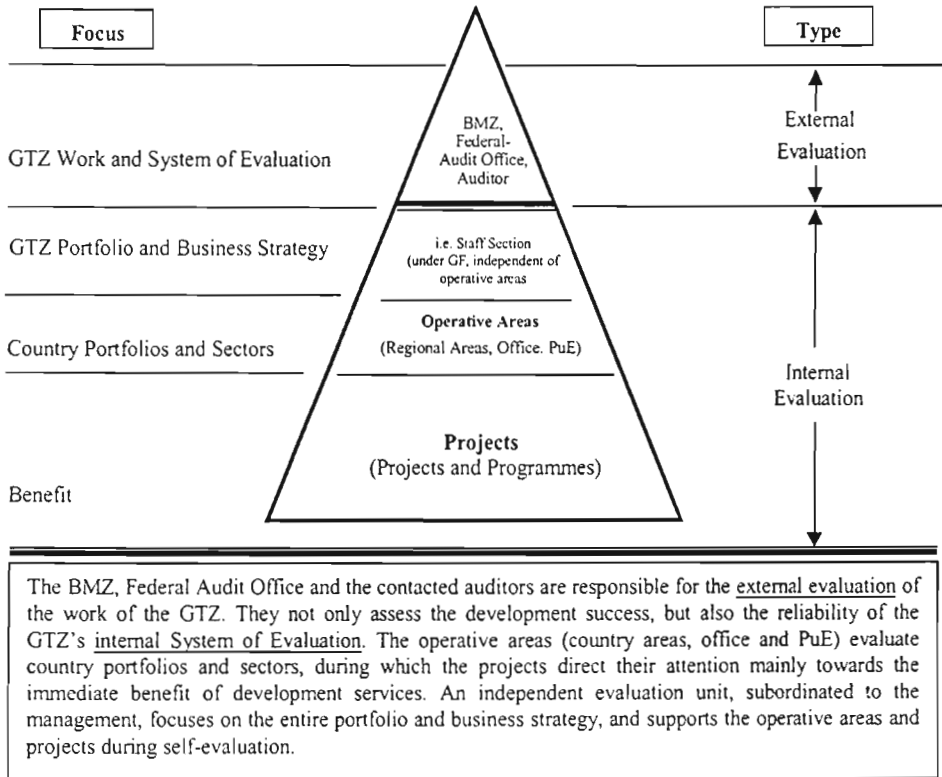 Focus
Type
BMZ,
Federal-
Audit Office,
Auditor
External
Evaluation
GTZ Work and System of Evaluation
GTZ Portfolio and Business Strategy
i.e. Staff Section
(under GF, independent of
operative areas
Operative Areas
(Regional Areas, Office. PuE)
Country Portfolios and Sectors
Internal
Evaluation
Projects
(Projects and Programmes)
Benefit
The BMZ, Federal Audit Office and the contacted auditors are responsible for the external evaluation of
the work of the GTZ. They not only assess the development success, but also the reliability of the
GTZ's internal System of Evaluation. The operative areas (country areas, office and PuE) evaluate
country portfolios and sectors, during which the projects direct their attention mainly towards the
immediate benefit of development services. An independent evaluation unit, subordinated to the
management, focuses on the entire portfolio and business strategy, and supports the operative areas and
projects during self-evaluation.